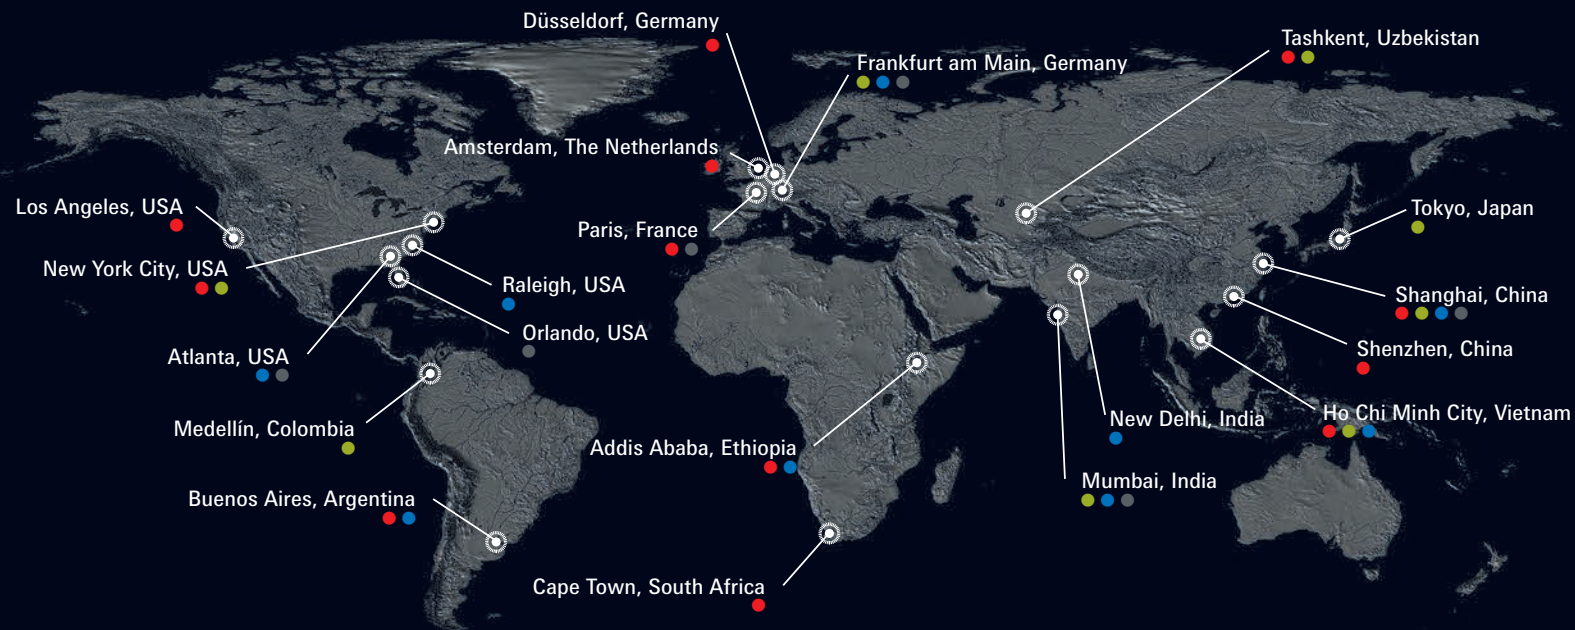 Düsseldorf, Germany
Tashkent, Uzbekistan
Frankfurt am Main, Germany
Amsterdam, The Netherlands
Los Angeles, USA
Tokyo, Japan
Paris, France
New York City, USA
Raleigh, USA
Shanghai, China
Orlando, USA
Atlanta, USA
Shenzhen, China
Medellín, Colombia
New Delhi, India
Ho Chi Minh City, Vietnam
Addis Ababa, Ethiopia
Mumbai, India
Buenos Aires, Argentina
Cape Town, South Africa